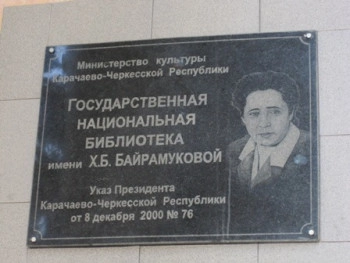 Министерство культуры
Карачаево-Черкесской Республики
ГОСУДАРСТВЕННАЯ
НАЦИОНАЛЬНАЯ
БИБЛИОТЕКА
имени Х.Б. БАЙРАМУКОВОЙ
Указ Президента
Карачаево-Черкесской Республики
от 8 декабря 2000 № 76